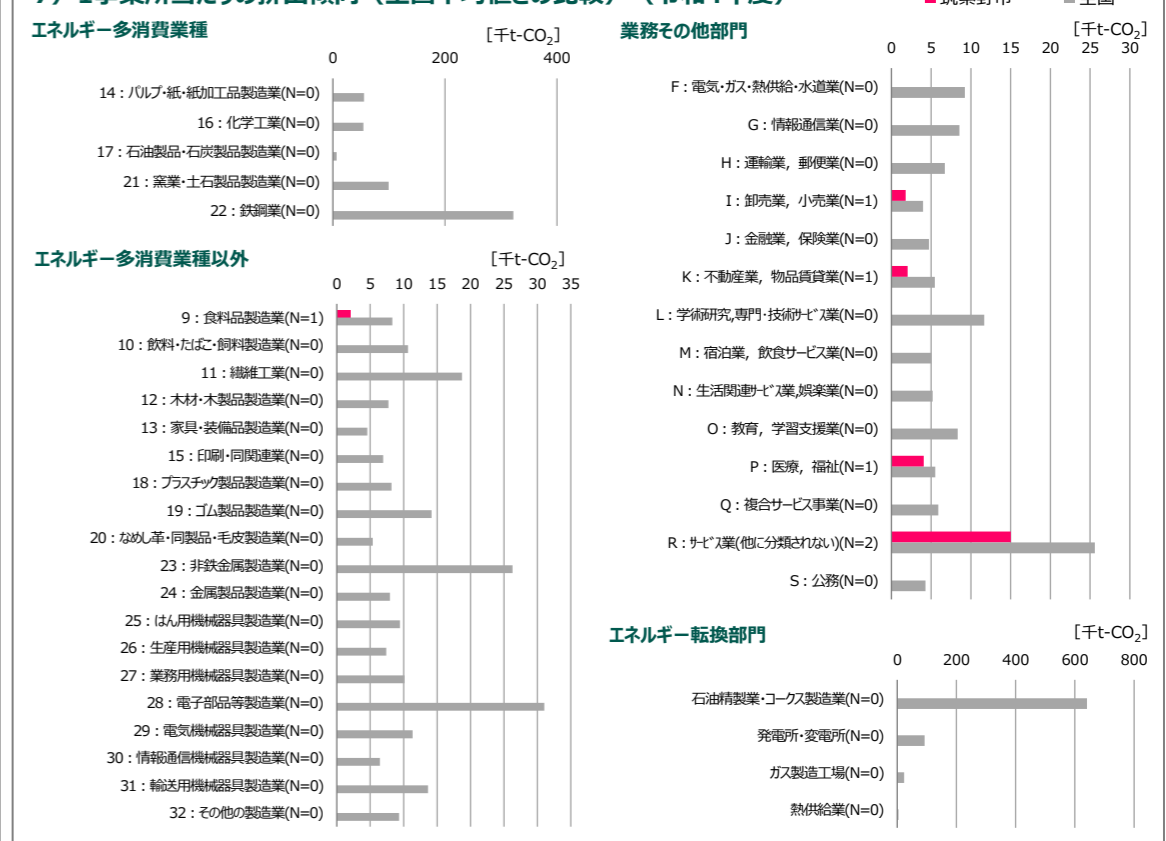 エネルギー多消費業種
[千t-CO₂]
0 200 400
14：パルプ・紙・紙加工品製造業(N=0)
16：化学工業(N=0)
17：石油製品・石炭製品製造業(N=0)
21：窯業・土石製品製造業(N=0)
22：鉄鋼業(N=0)
エネルギー多消費業種以外
[千t-CO₂]
0 5 10 15 20 25 30 35
9：食料品製造業(N=1)
10：飲料・たばこ・飼料製造業(N=0)
11：繊維工業(N=0)
12：木材・木製品製造業(N=0)
13：家具・装備品製造業(N=0)
15：印刷・同関連業(N=0)
18：プラスチック製品製造業(N=0)
19：ゴム製品製造業(N=0)
20：なめし革・同製品・毛皮製造業(N=0)
23：非鉄金属製造業(N=0)
24：金属製品製造業(N=0)
25：はん用機械器具製造業(N=0)
26：生産用機械器具製造業(N=0)
27：業務用機械器具製造業(N=0)
28：電子部品等製造業(N=0)
29：電気機械器具製造業(N=0)
30：情報通信機械器具製造業(N=0)
31：輸送用機械器具製造業(N=0)
32：その他の製造業(N=0)
業務その他部門
[千t-CO₂]
0 5 10 15 20 25 30
F：電気・ガス・熱供給・水道業(N=0)
G：情報通信業(N=0)
H：運輸業，郵便業(N=0)
I：卸売業，小売業(N=1)
J：金融業，保険業(N=0)
K：不動産業，物品賃貸業(N=1)
L：学術研究,専門・技術ｻｰﾋﾞｽ業(N=0)
M：宿泊業，飲食サービス業(N=0)
N：生活関連ｻｰﾋﾞｽ業,娯楽業(N=0)
O：教育，学習支援業(N=0)
P：医療，福祉(N=1)
Q：複合サービス事業(N=0)
R：ｻｰﾋﾞｽ業(他に分類されない)(N=2)
S：公務(N=0)
エネルギー転換部門
[千t-CO₂]
0 200 400 600 800
石油精製業・コークス製造業(N=0)
発電所・変電所(N=0)
ガス製造工場(N=0)
熱供給業(N=0)